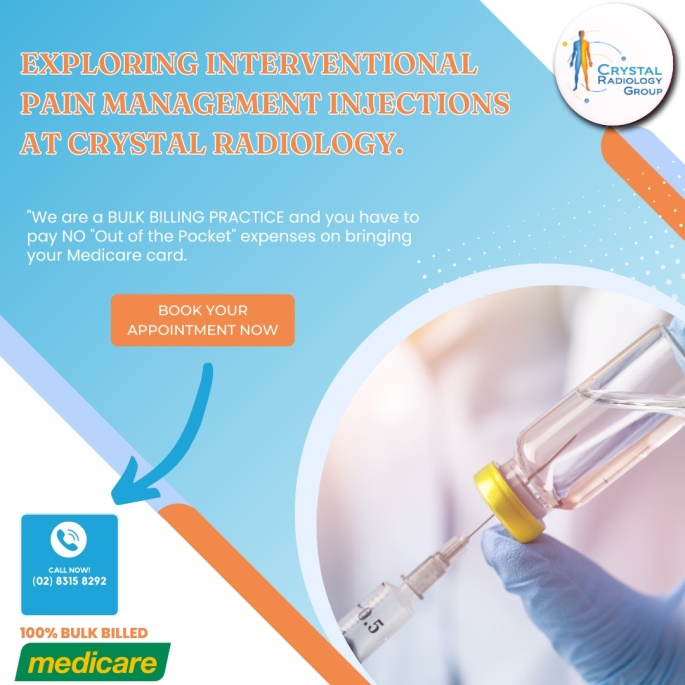 EXPLORING INTERVENTIONAL
PAIN MANAGEMENT INJECTIONS
AT CRYSTAL RADIOLOGY.
CRYSTAL
RADIOLOGY
GROUP
"We are a BULK BILLING PRACTICE and you have to
pay NO "Out of the Pocket" expenses on bringing
your Medicare card.
BOOK YOUR
APPOINTMENT NOW
CALL NOW!
(02) 8315 8292
100% BULK BILLED
medicare
0.5